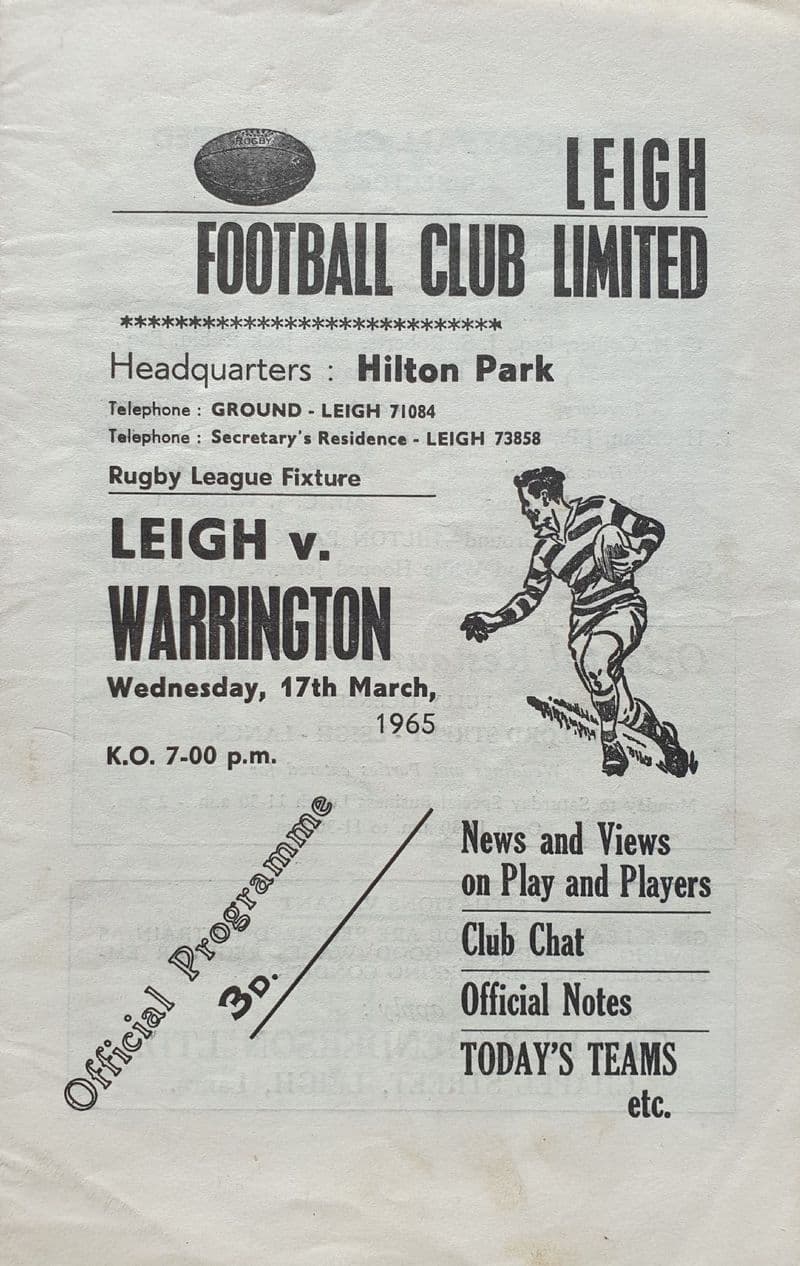 ROGBY
LEIGH
FOOTBALL CLUB LIMITED
****************************
Headquarters : Hilton Park
Telephone : GROUND - LEIGH 71084
Telephone : Secretary's Residence - LEIGH 73858
Rugby League Fixture
LEIGH v.
WARRINGTON
Wednesday, 17th March,
1965
K.O. 7-00 p.m.
Official Programme
3D.
News and Views
on Play and Players
Club Chat
Official Notes
TODAY'S TEAMS
etc.